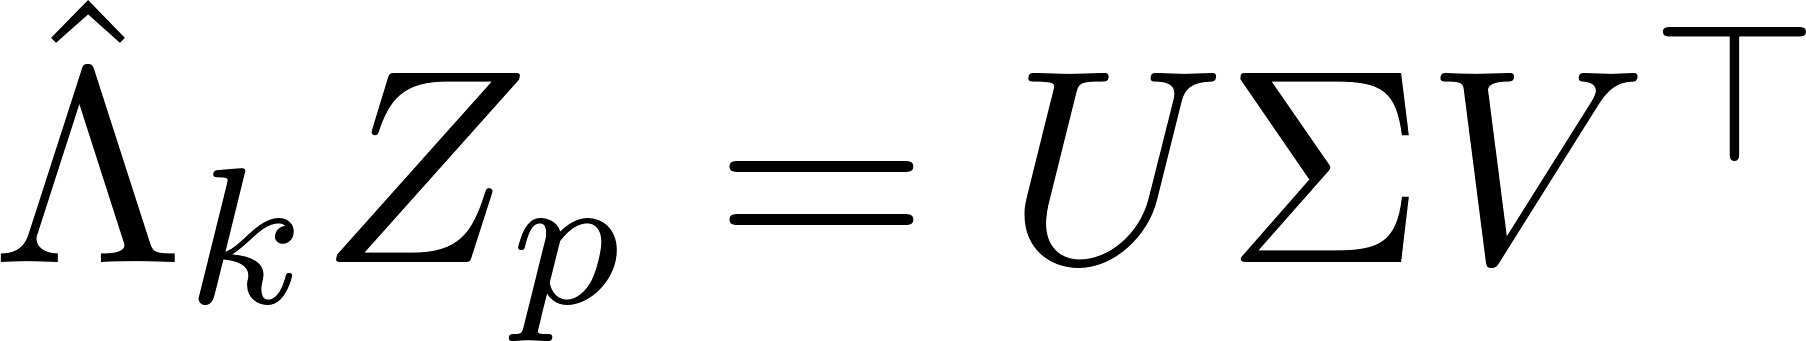 \hat{\Lambda}_k Z_p = U \Sigma V^\top